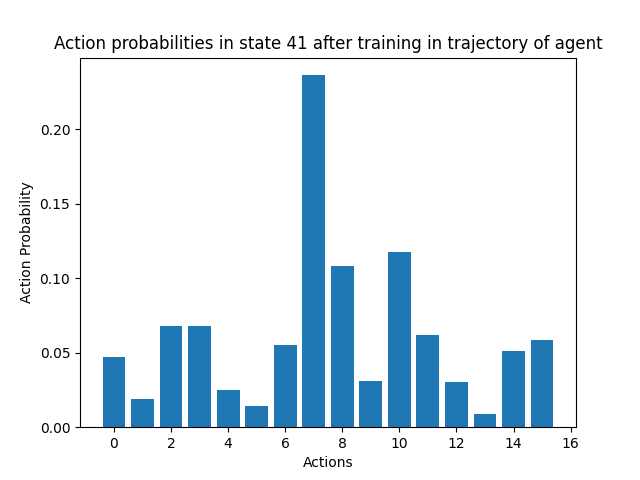 Action probabilities in state 41 after training in trajectory of agent
Action Probability
0.20
0.15
0.10
0.05
0.00
0 2 4 6 8 10 12 14 16
Actions